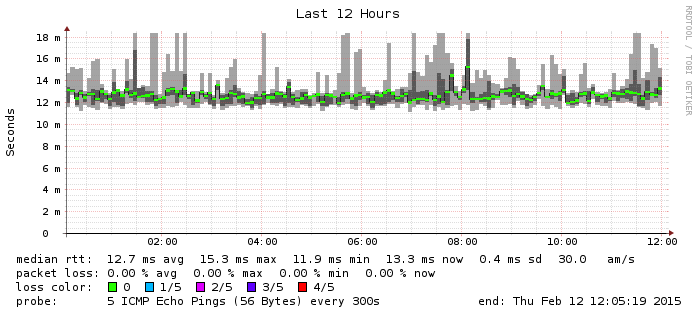 Last 12 Hours
RRDTOOL / TOBI OETIKER
Seconds
18 m
16 m
14 m
12 m
10 m
8 m
6 m
4 m
2 m
0
02:00 04:00 06:00 08:00 10:00 12:00
median rtt: 12.7 ms avg 15.3 ms max 11.9 ms min 13.3 ms now 0.4 ms sd 30.0 am/s
packet loss: 0.00 % avg 0.00 % max 0.00 % min 0.00 % now
loss color: 0 1/5 2/5 3/5 4/5
probe: 5 ICMP Echo Pings (56 Bytes) every 300s end: Thu Feb 12 12:05:19 2015